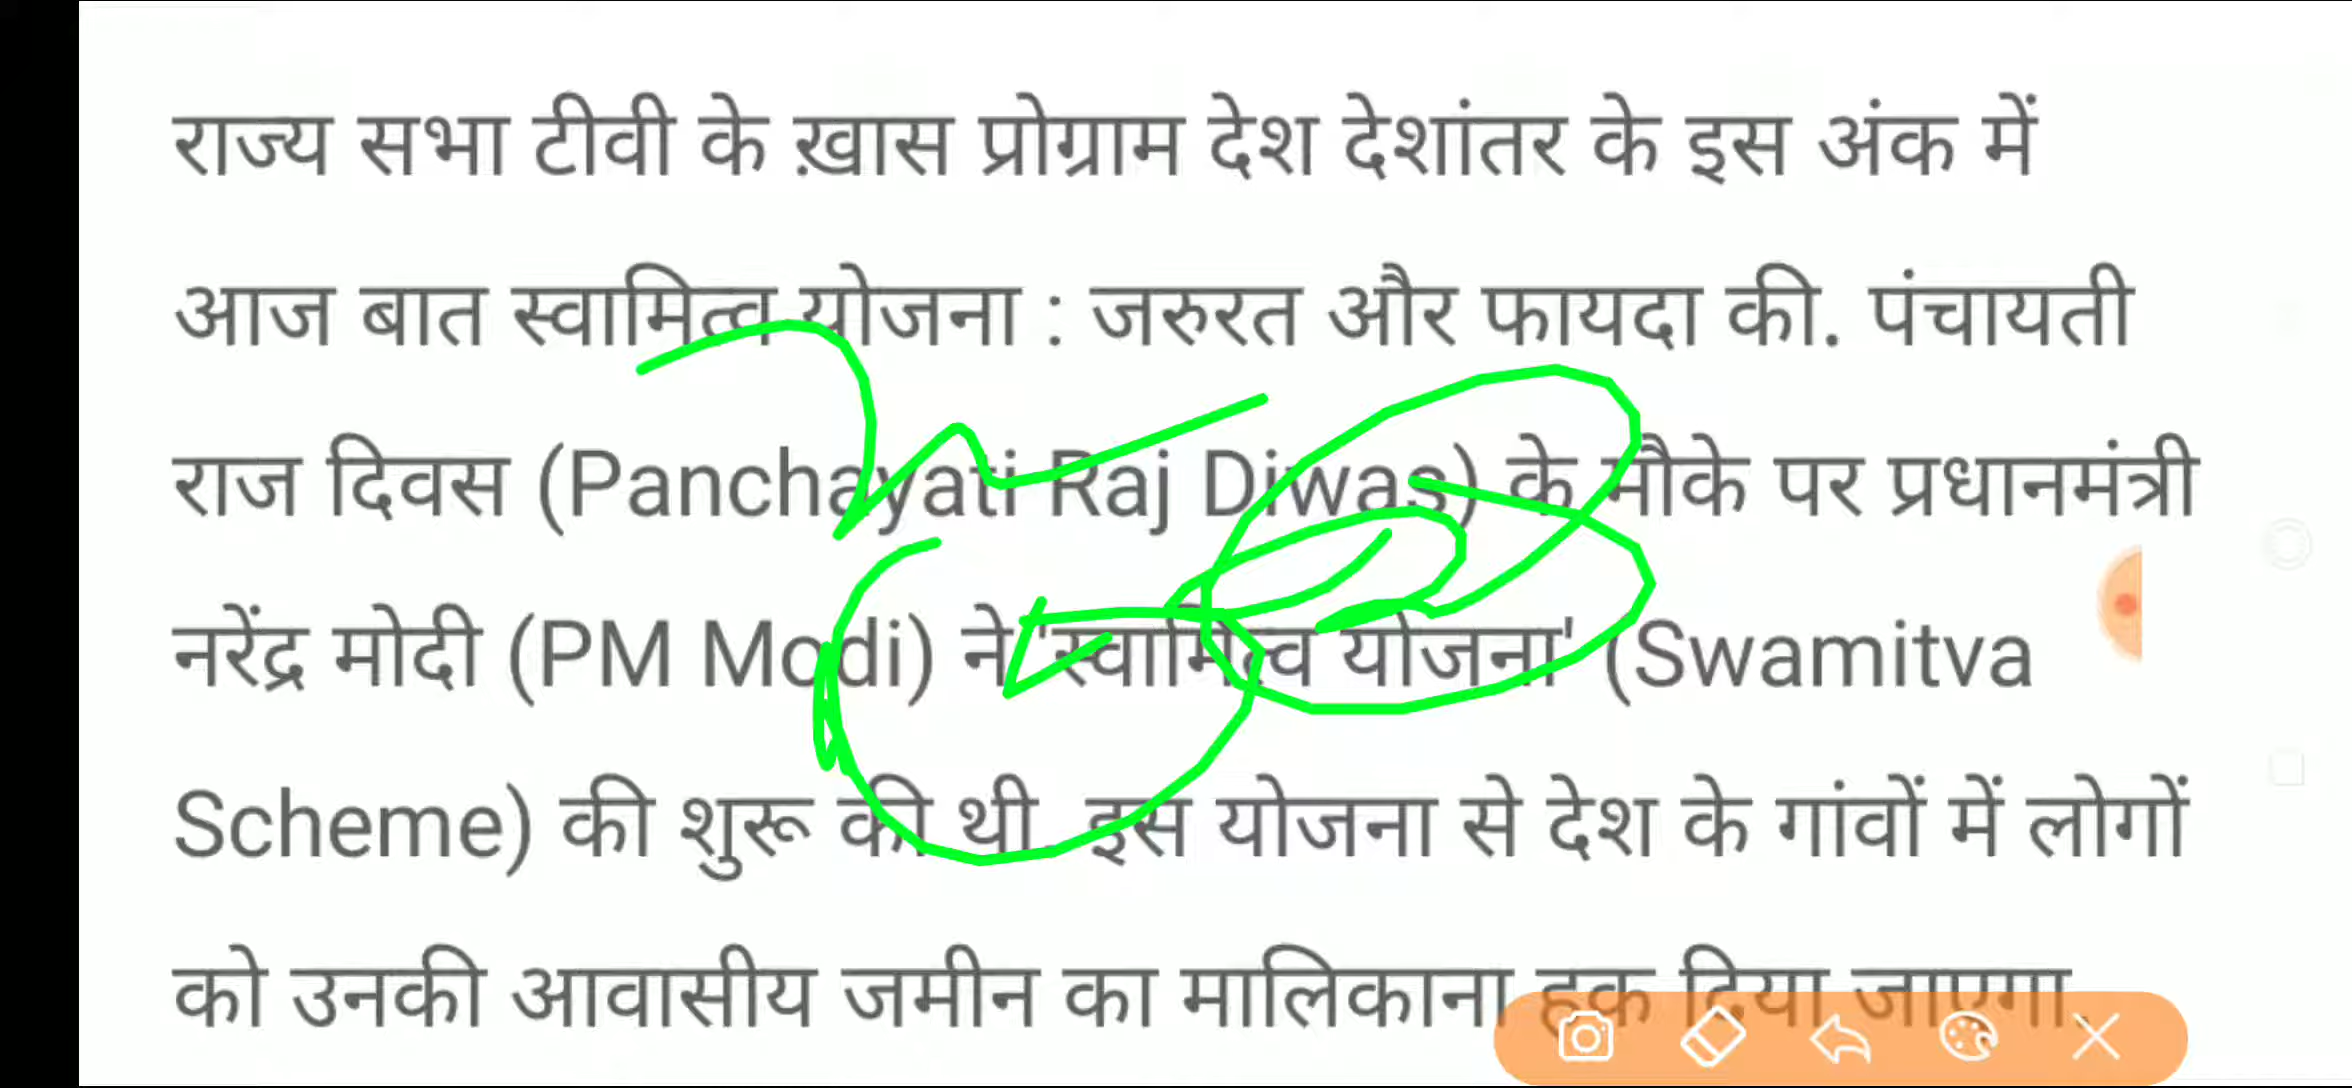 राज्य सभा टीवी के ख़ास प्रोग्राम देश देशांतर के इस अंक में
आज बात स्वामित्व योजना : जरुरत और फायदा की. पंचायती
राज दिवस (Panchayati Raj Diwas) के मौके पर प्रधानमंत्री
नरेंद्र मोदी (PM Modi) ने 'स्वामित्व योजना' (Swamitva
Scheme) की शुरू की थी. इस योजना से देश के गांवों में लोगों
को उनकी आवासीय जमीन का मालिकाना हक दिया जाएगा.